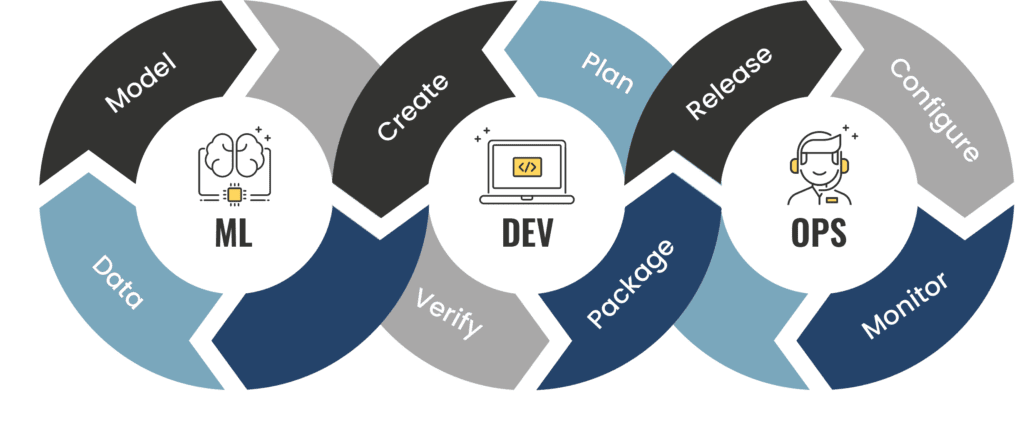 Model
Data
ML
Create
Plan
Verify
Package
</>
DEV
Release
Configure
Monitor
OPS